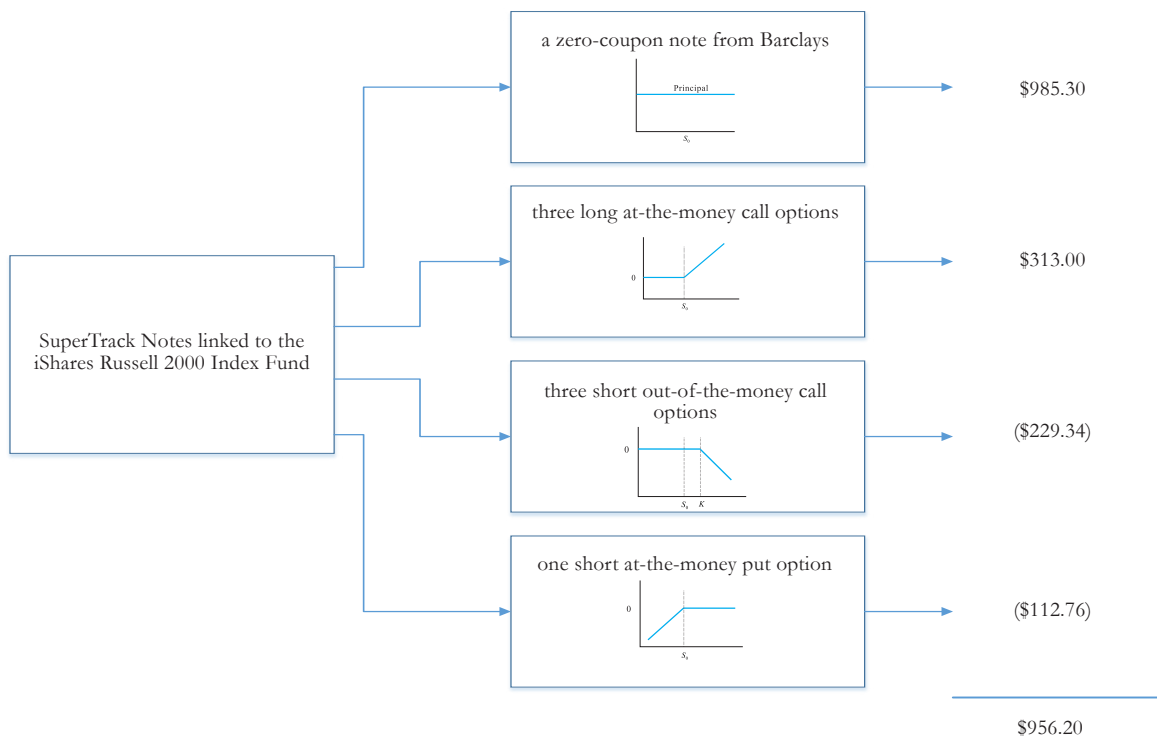 SuperTrack Notes linked to the
iShares Russell 2000 Index Fund
a zero-coupon note from Barclays
Principal
S₀
$985.30
three long at-the-money call options
0
S₀
$313.00
three short out-of-the-money call
options
0
S₀ K
($229.34)
one short at-the-money put option
0
S₀
($112.76)
$956.20